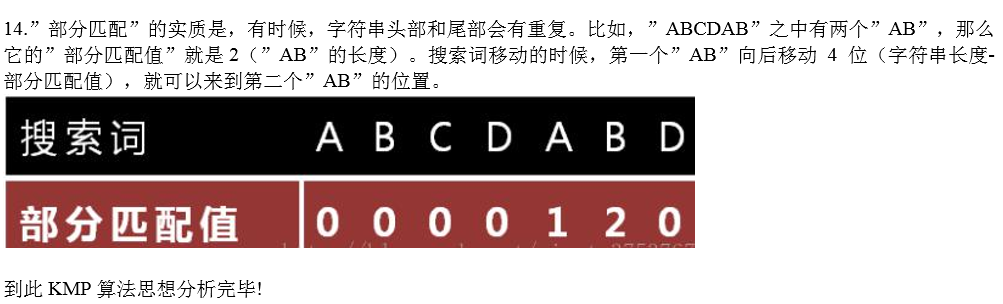 14.”部分匹配”的实质是，有时候，字符串头部和尾部会有重复。比如，”ABCDAB”之中有两个”AB”，那么
它的”部分匹配值”就是2（”AB”的长度）。搜索词移动的时候，第一个”AB”向后移动 4 位（字符串长度-
部分匹配值），就可以来到第二个”AB”的位置。
搜索词 A B C D A B D
部分匹配值 0 0 0 0 1 2 0
到此 KMP 算法思想分析完毕!